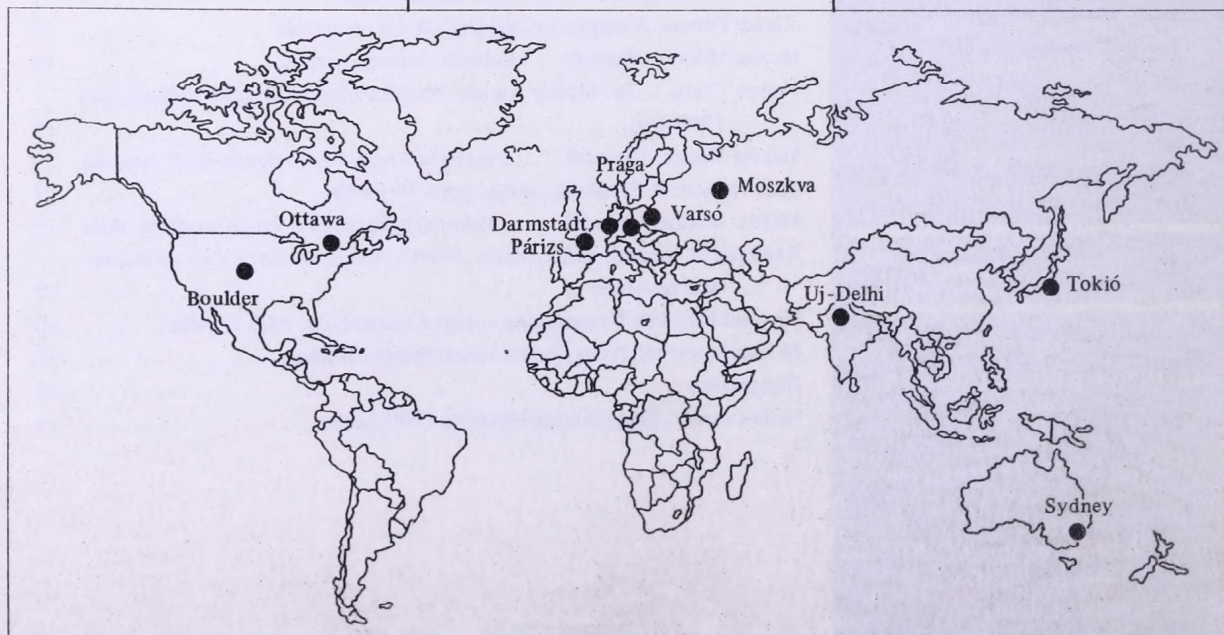 Ottawa
Boulder
Prága
Moszkva
Darmstadt
Varsó
Párizs
Uj-Delhi
Tokió
Sydney